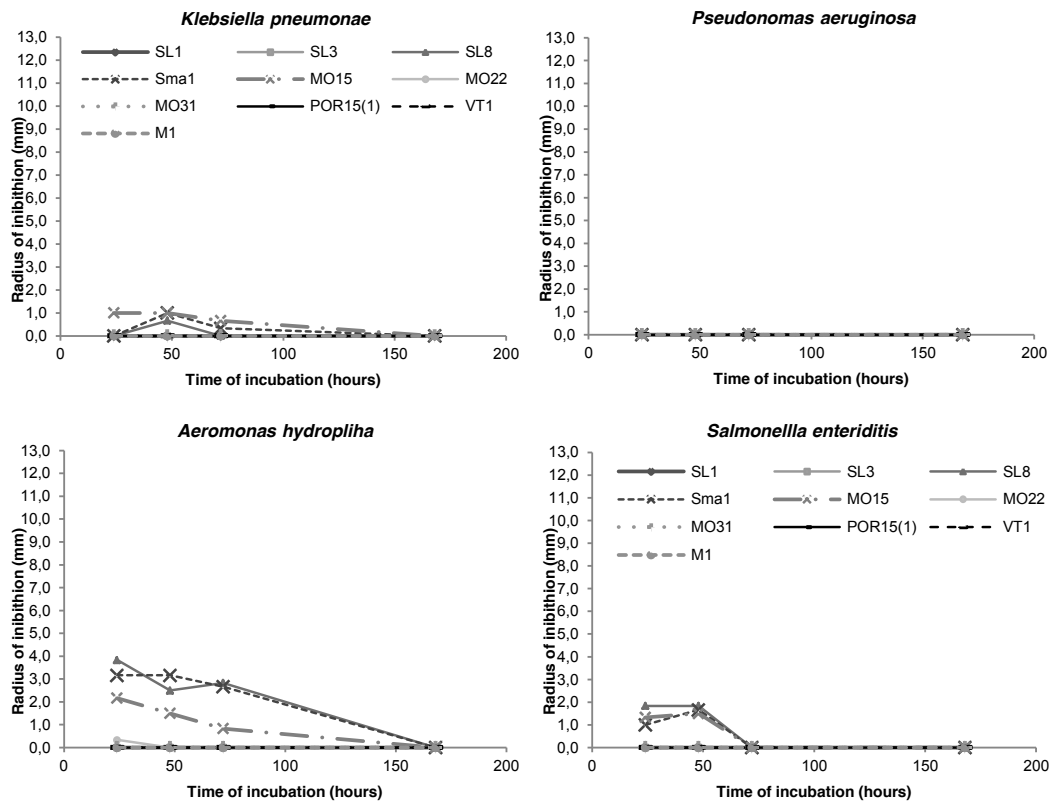 Klebsiella pneumonae
13,0
12,0
11,0
10,0
9,0
8,0
7,0
6,0
5,0
4,0
3,0
2,0
1,0
0,0
Radius of inibithion (mm)
SL1 SL3 SL8
Sma1 MO15 MO22
MO31 POR15(1) VT1
M1
0 50 100 150 200
Time of incubation (hours)
Pseudonomas aeruginosa
13,0
12,0
11,0
10,0
9,0
8,0
7,0
6,0
5,0
4,0
3,0
2,0
1,0
0,0
Radius of inibithion (mm)
0 50 100 150 200
Time of incubation (hours)
Aeromonas hydropliha
13,0
12,0
11,0
10,0
9,0
8,0
7,0
6,0
5,0
4,0
3,0
2,0
1,0
0,0
Radius of inibithion (mm)
0 50 100 150 200
Time of incubation (hours)
Salmonellla enteriditis
13,0
12,0
11,0
10,0
9,0
8,0
7,0
6,0
5,0
4,0
3,0
2,0
1,0
0,0
Radius of inibithion (mm)
SL1 SL3 SL8
Sma1 MO15 MO22
MO31 POR15(1) VT1
M1
0 50 100 150 200
Time of incubation (hours)